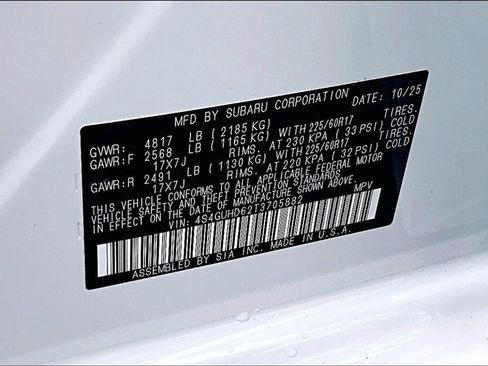 MFD BY SUBARU CORPORATION DATE: 10/25
GVWR: 4817 LB (2185 KG)
GAWR:F 2568 LB (1165 KG) WITH 225/60R17 TIRES.
17X7J RIMS. AT 230 KPA (33 PSI) COLD
GAWR:R 2491 LB (1130 KG) WITH 225/60R17 TIRES.
17X7J RIMS. AT 220 KPA (32 PSI) COLD
THIS VEHICLE CONFORMS TO ALL APPLICABLE FEDERAL MOTOR
VEHICLE SAFETY AND THEFT PREVENTION STANDARDS
IN EFFECT ON THE DATE OF MANUFACTURE SHOWN ABOVE.
VIN: 4S4GUHD62T3705882 MPV
ASSEMBLED BY SIA INC. MADE IN U.S.A.